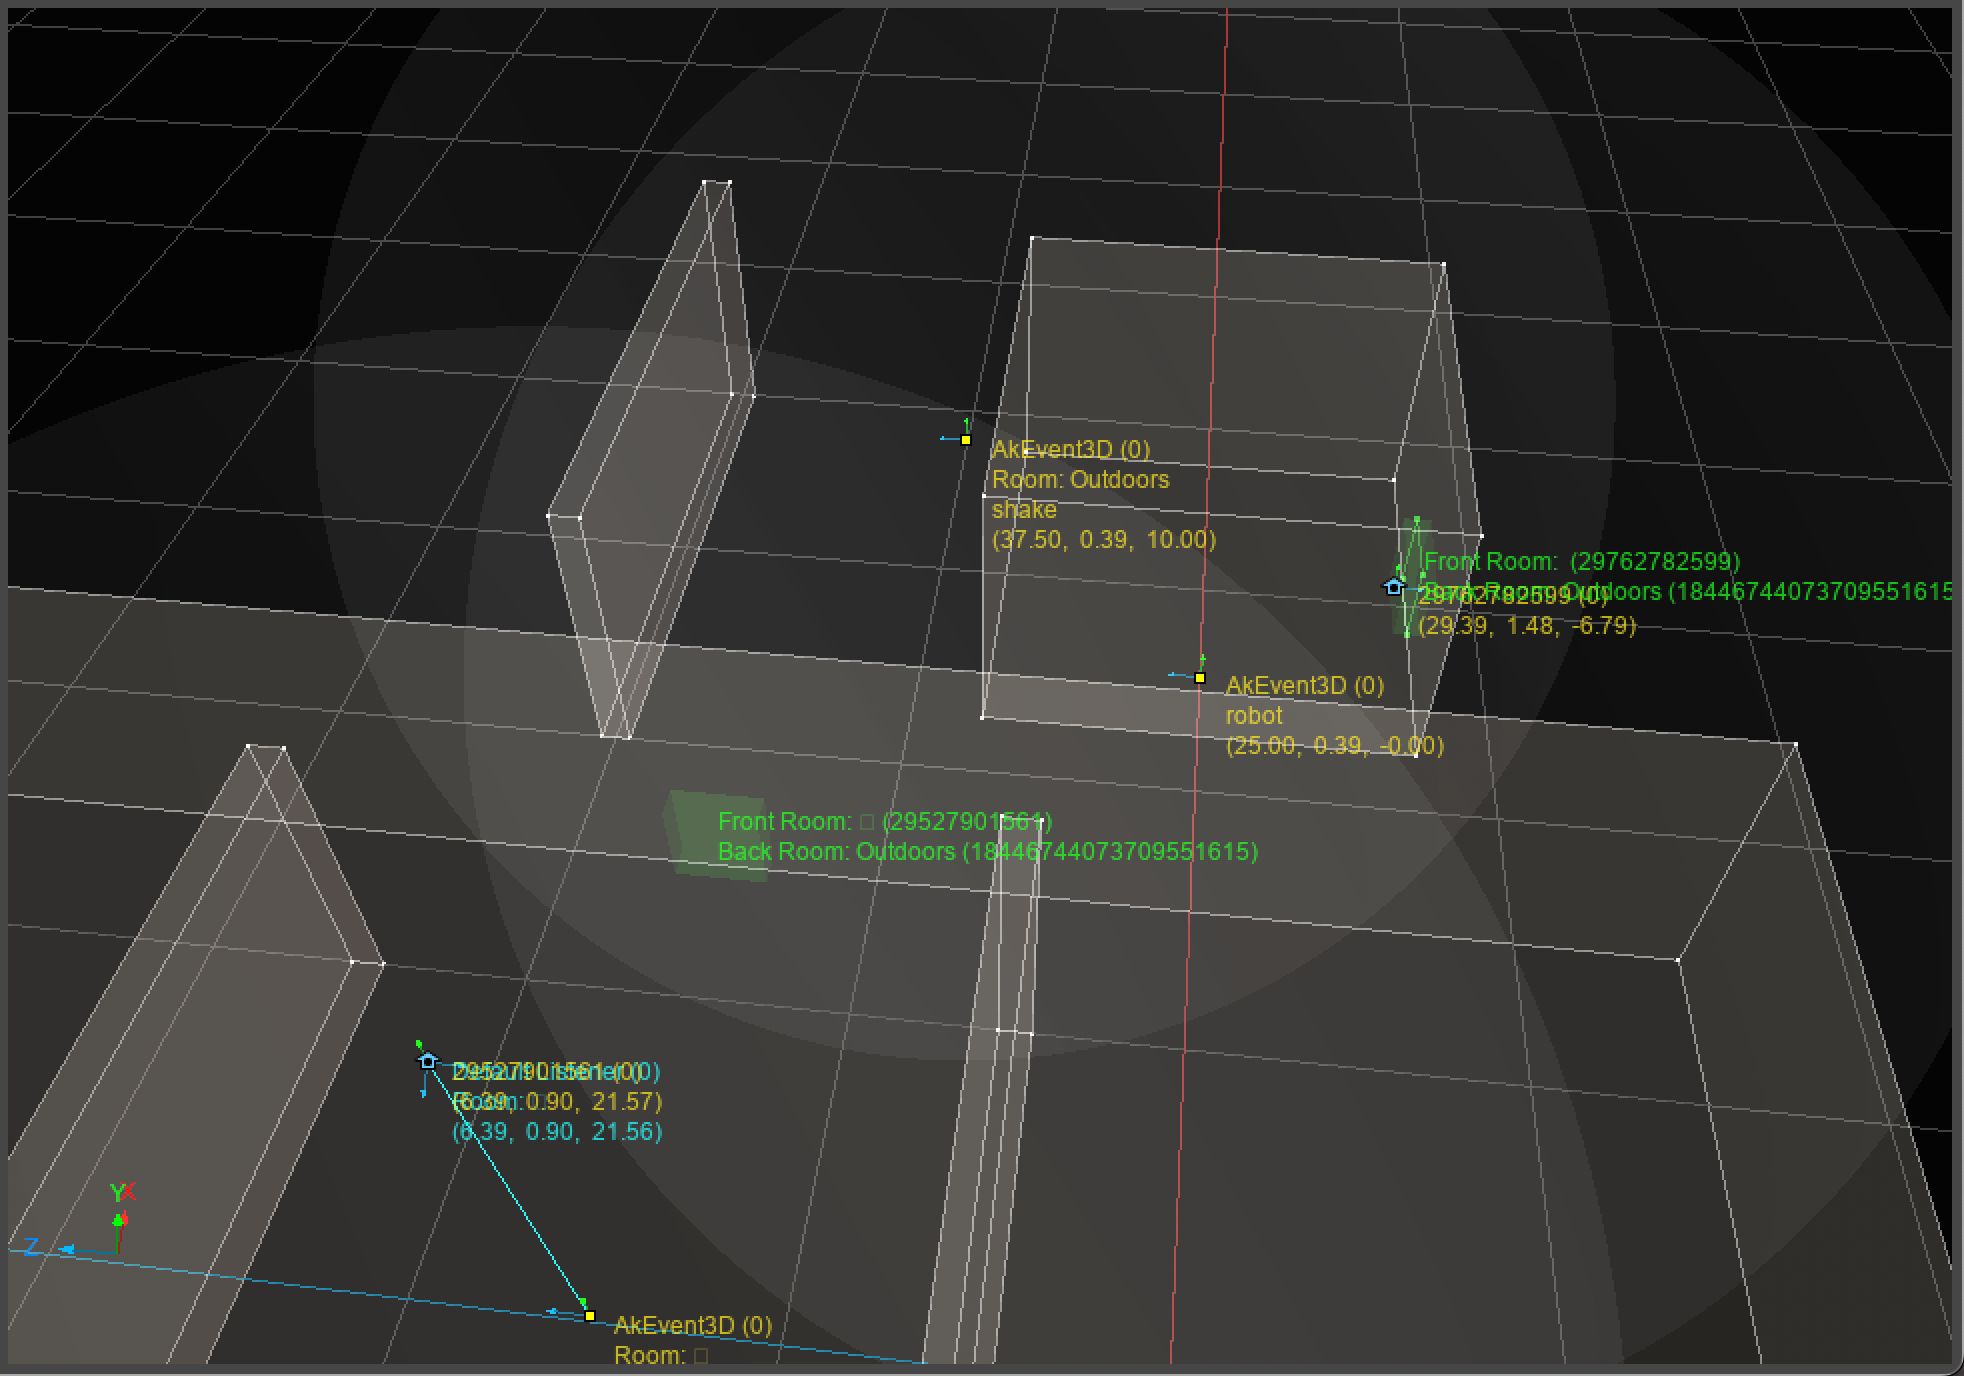 AkEvent3D (0)
Room: Outdoors
shake
(37.50, 0.39, 10.00)
Front Room: (29762782599)
Back Room: Outdoors (18446744073709551615
29762782599 (0)
(29.39, 1.48, -6.79)
AkEvent3D (0)
robot
(25.00, 0.39, -0.00)
Front Room: (29527901561)
Back Room: Outdoors (18446744073709551615)
29527901561 (0)
Default Listener (0)
Room:
(6.39, 0.90, 21.57)
(6.39, 0.90, 21.56)
Y X
Z
AkEvent3D (0)
Room: